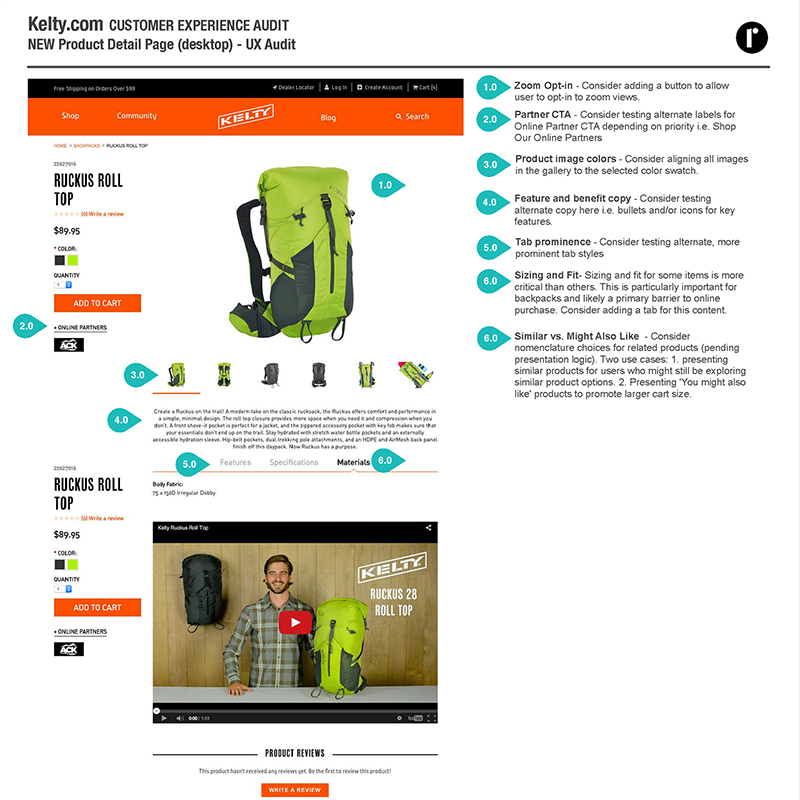 Kelty.com CUSTOMER EXPERIENCE AUDIT
NEW Product Detail Page (desktop) - UX Audit
r
Free Shipping on Orders Over $99
Dealer Locator
Log In
Create Account
Cart (4)
Shop
Community
KELTY
Blog
Search
HOME > BACKPACKS > RUCKUS ROLL TOP
22627016
RUCKUS ROLL
TOP
(0) Write a review
$89.95
* COLOR:
QUANTITY
1
ADD TO CART
+ ONLINE PARTNERS
ACK
1.0
2.0
3.0
4.0
Create a Ruckus on the trail! A modern take on the classic rucksack, the Ruckus offers comfort and performance in
a simple, minimal design. The roll top closure provides more space when you need it and compression when you
don't. A front shove-it pocket is perfect for a jacket, and the zippered accessory pocket with key fob makes sure that
your essentials don't end up on the trail. Stay hydrated with stretch water bottle pockets and an externally
accessible hydration sleeve. Hip-belt pockets, dual trekking pole attachments, and an HDPE and AirMesh back panel
finish off this daypack. Now Ruckus has a purpose.
5.0
Features
Specifications
Materials
6.0
Body Fabric:
75 x 150D Irregular Dobby
22627016
RUCKUS ROLL
TOP
(0) Write a review
$89.95
* COLOR:
QUANTITY
1
ADD TO CART
+ ONLINE PARTNERS
ACK
Kelty Ruckus Roll Top
KELTY
RUCKUS 28
ROLL TOP
0:00 / 1:03
YouTube
PRODUCT REVIEWS
This product hasn't received any reviews yet. Be the first to review this product!
WRITE A REVIEW
1.0
Zoom Opt-in - Consider adding a button to allow
user to opt-in to zoom views.
2.0
Partner CTA - Consider testing alternate labels for
Online Partner CTA depending on priority i.e. Shop
Our Online Partners
3.0
Product image colors - Consider aligning all images
in the gallery to the selected color swatch.
4.0
Feature and benefit copy - Consider testing
alternate copy here i.e. bullets and/or icons for key
features.
5.0
Tab prominence - Consider testing alternate, more
prominent tab styles
6.0
Sizing and Fit- Sizing and fit for some items is more
critical than others. This is particularly important for
backpacks and likely a primary barrier to online
purchase. Consider adding a tab for this content.
6.0
Similar vs. Might Also Like - Consider
nomenclature choices for related products (pending
presentation logic). Two use cases: 1. presenting
similar products for users who might still be exploring
similar product options. 2. Presenting 'You might also
like' products to promote larger cart size.